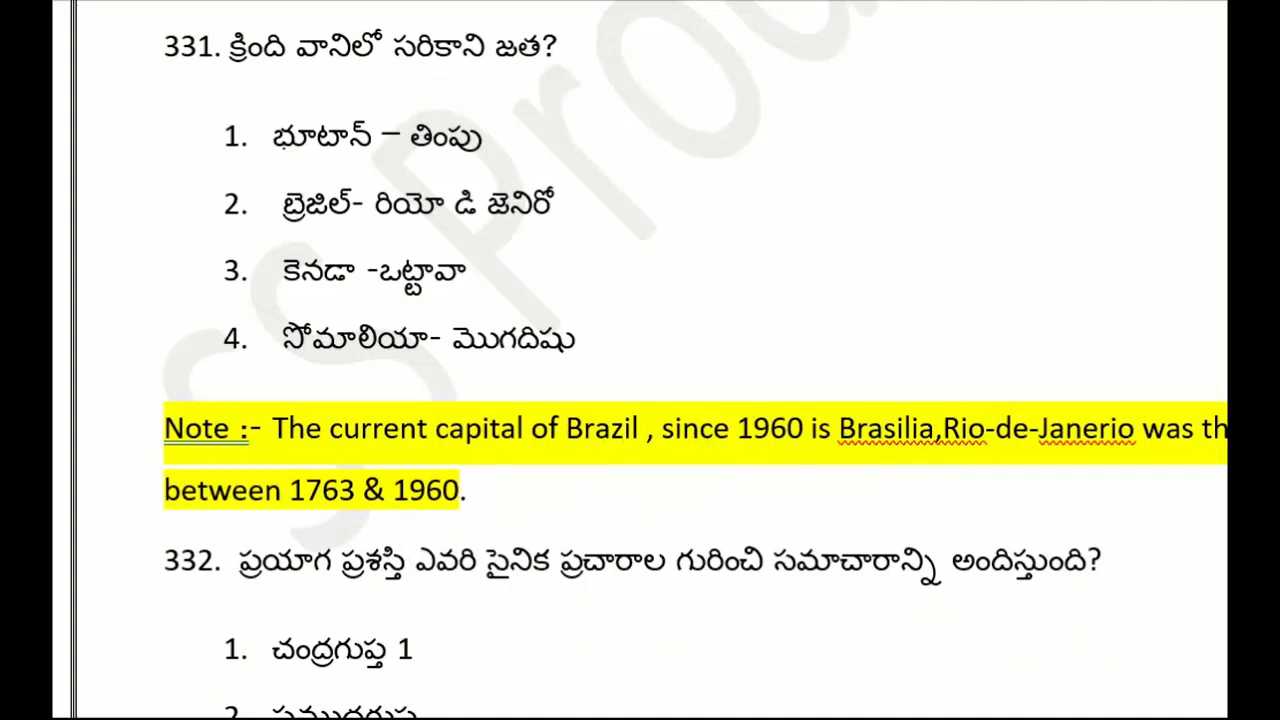 331. క్రింది వానిలో సరికాని జత?
1. భూటాన్ – తింపు
2. బ్రెజిల్- రియో డి జెనిరో
3. కెనడా -ఒట్టావా
4. సోమాలియా- మొగదిషు
Note :- The current capital of Brazil , since 1960 is Brasilia,Rio-de-Janerio was th
between 1763 & 1960.
332. ప్రయాగ ప్రశస్తి ఎవరి సైనిక ప్రచారాల గురించి సమాచారాన్ని అందిస్తుంది?
1. చంద్రగుప్త 1
2.